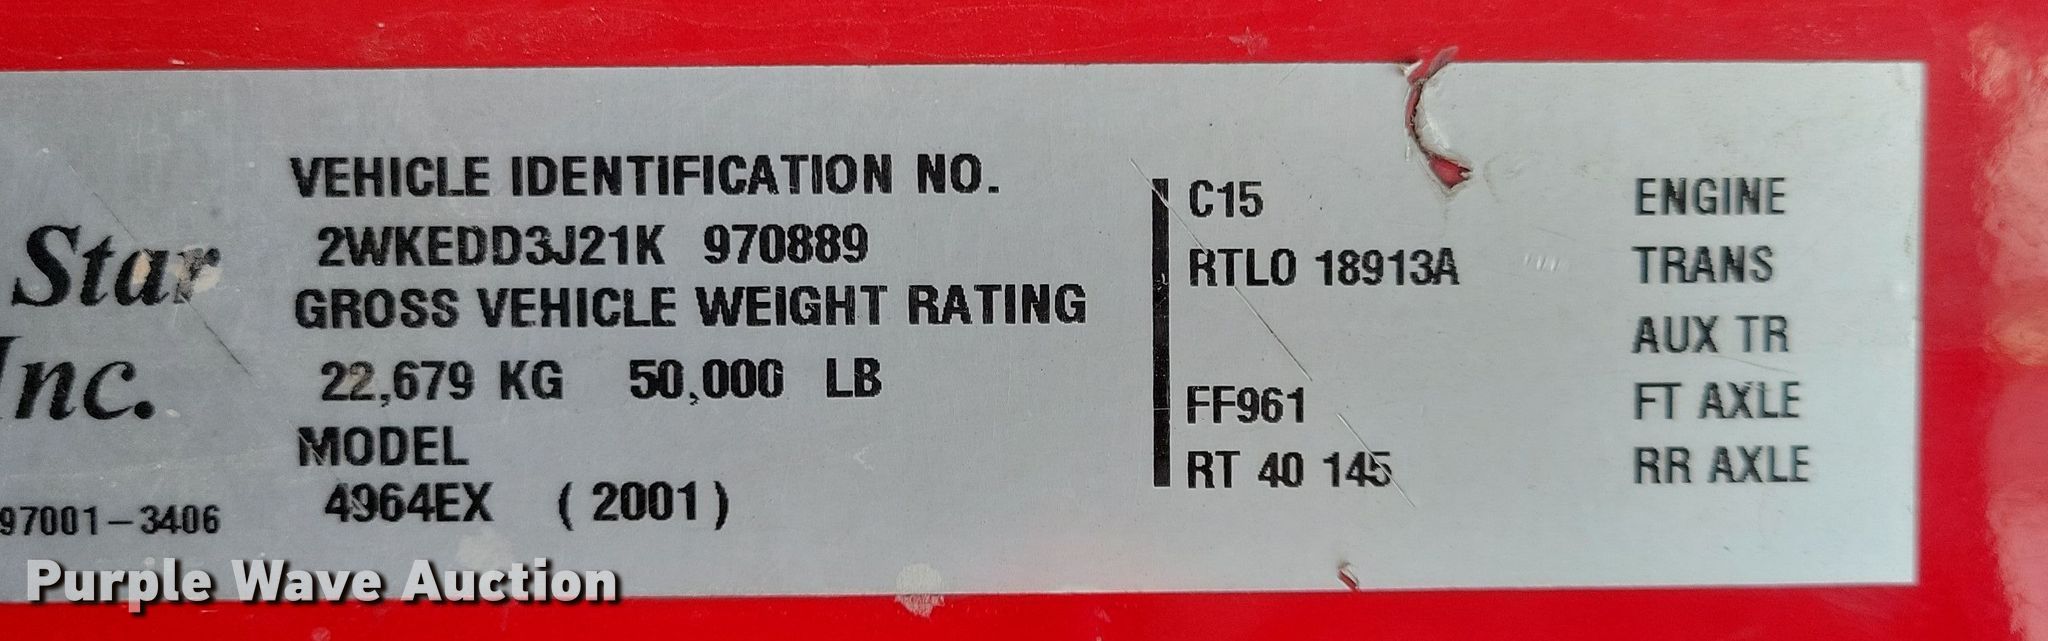 Star
Inc.
97001-3406
VEHICLE IDENTIFICATION NO.
2WKEDD3J21K 970889
GROSS VEHICLE WEIGHT RATING
22,679 KG 50,000 LB
MODEL
4964EX (2001)
C15 ENGINE
RTLO 18913A TRANS
AUX TR
FF961 FT AXLE
RT 40 145 RR AXLE
Purple Wave Auction